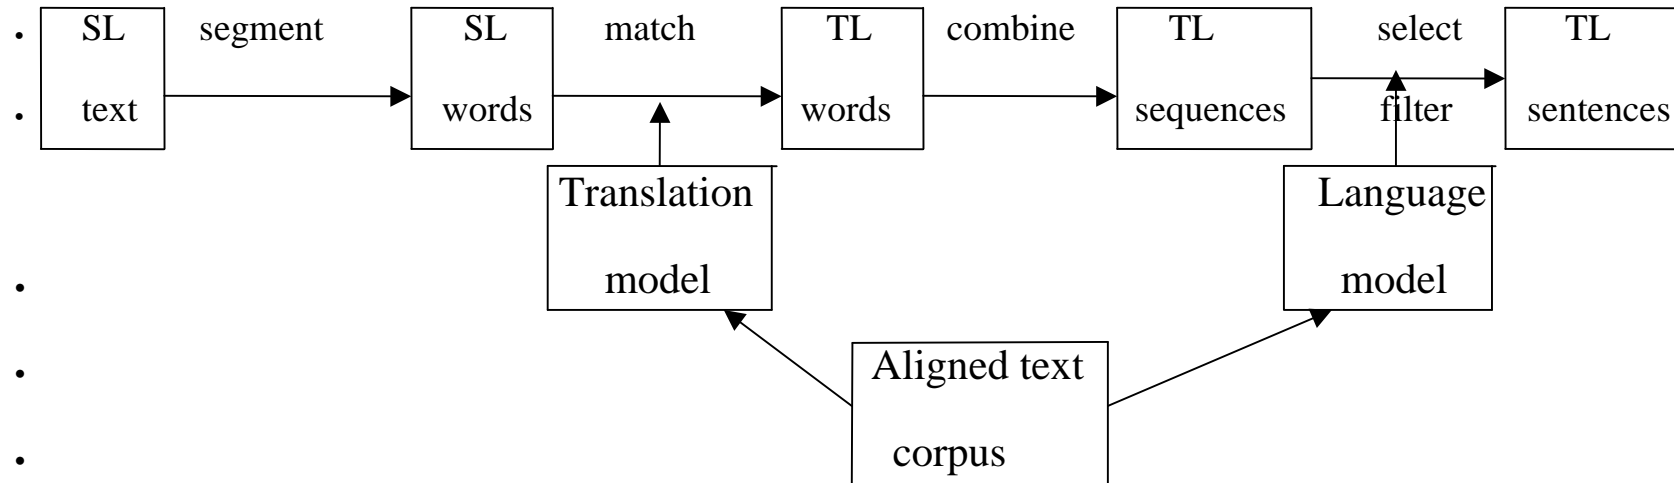 • SL segment SL match TL combine TL select TL
• text words words sequences filter sentences
Translation Language
• model model
• Aligned text
• corpus